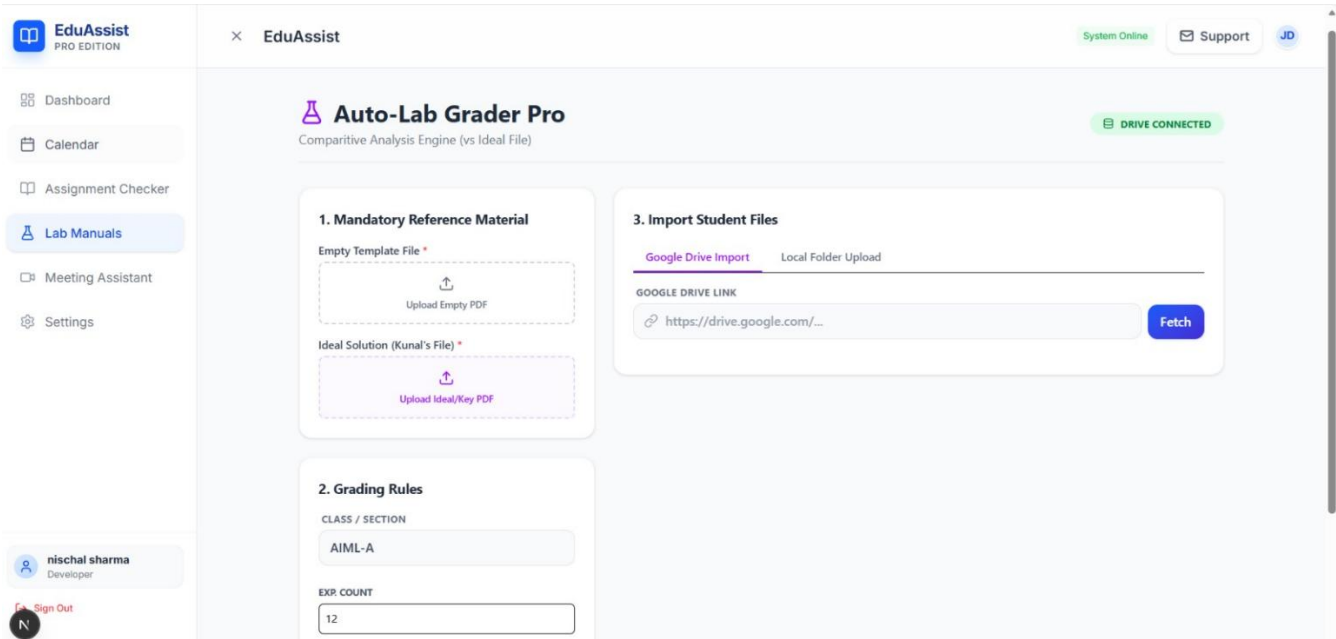 EduAssist
PRO EDITION
Dashboard
Calendar
Assignment Checker
Lab Manuals
Meeting Assistant
Settings
nischal sharma
Developer
Sign Out
N
EduAssist
System Online
Support
JD
Auto-Lab Grader Pro
Comparitive Analysis Engine (vs Ideal File)
DRIVE CONNECTED
1. Mandatory Reference Material
Empty Template File *
Upload Empty PDF
Ideal Solution (Kunal's File) *
Upload Ideal/Key PDF
2. Grading Rules
CLASS / SECTION
AIML-A
EXP. COUNT
12
3. Import Student Files
Google Drive Import Local Folder Upload
GOOGLE DRIVE LINK
https://drive.google.com/...
Fetch